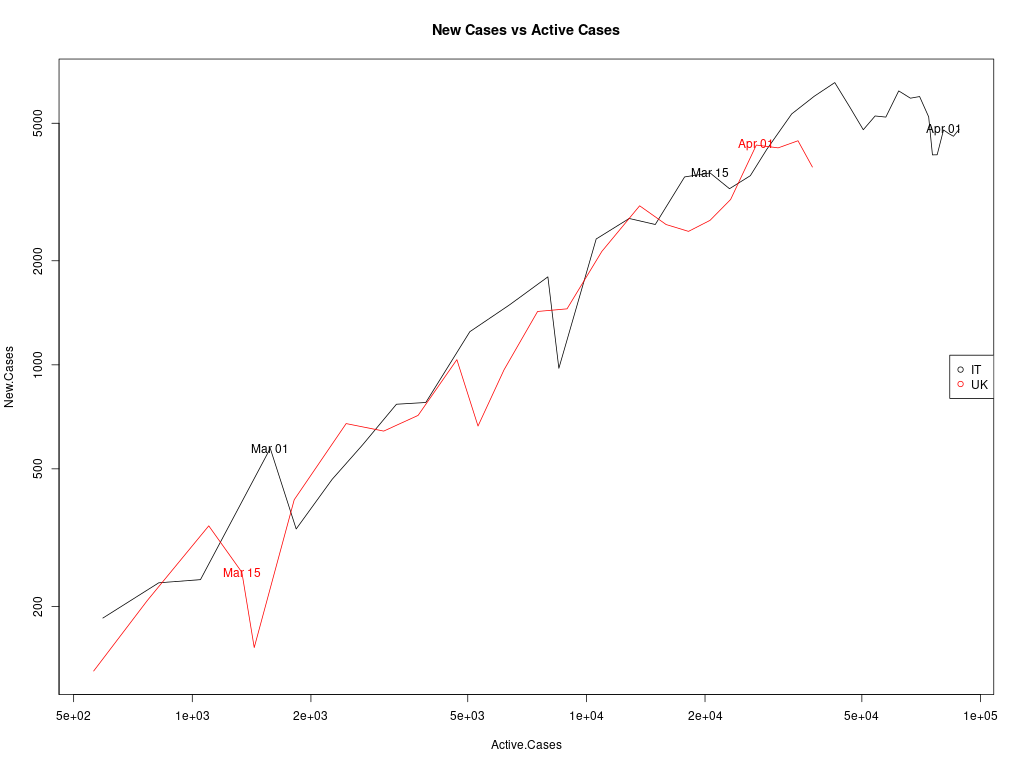 New Cases vs Active Cases
New.Cases
5000
2000
1000
500
200
Apr 01
Apr 01
Mar 15
Mar 01
Mar 15
IT
UK
5e+02
1e+03
2e+03
5e+03
1e+04
2e+04
5e+04
1e+05
Active.Cases